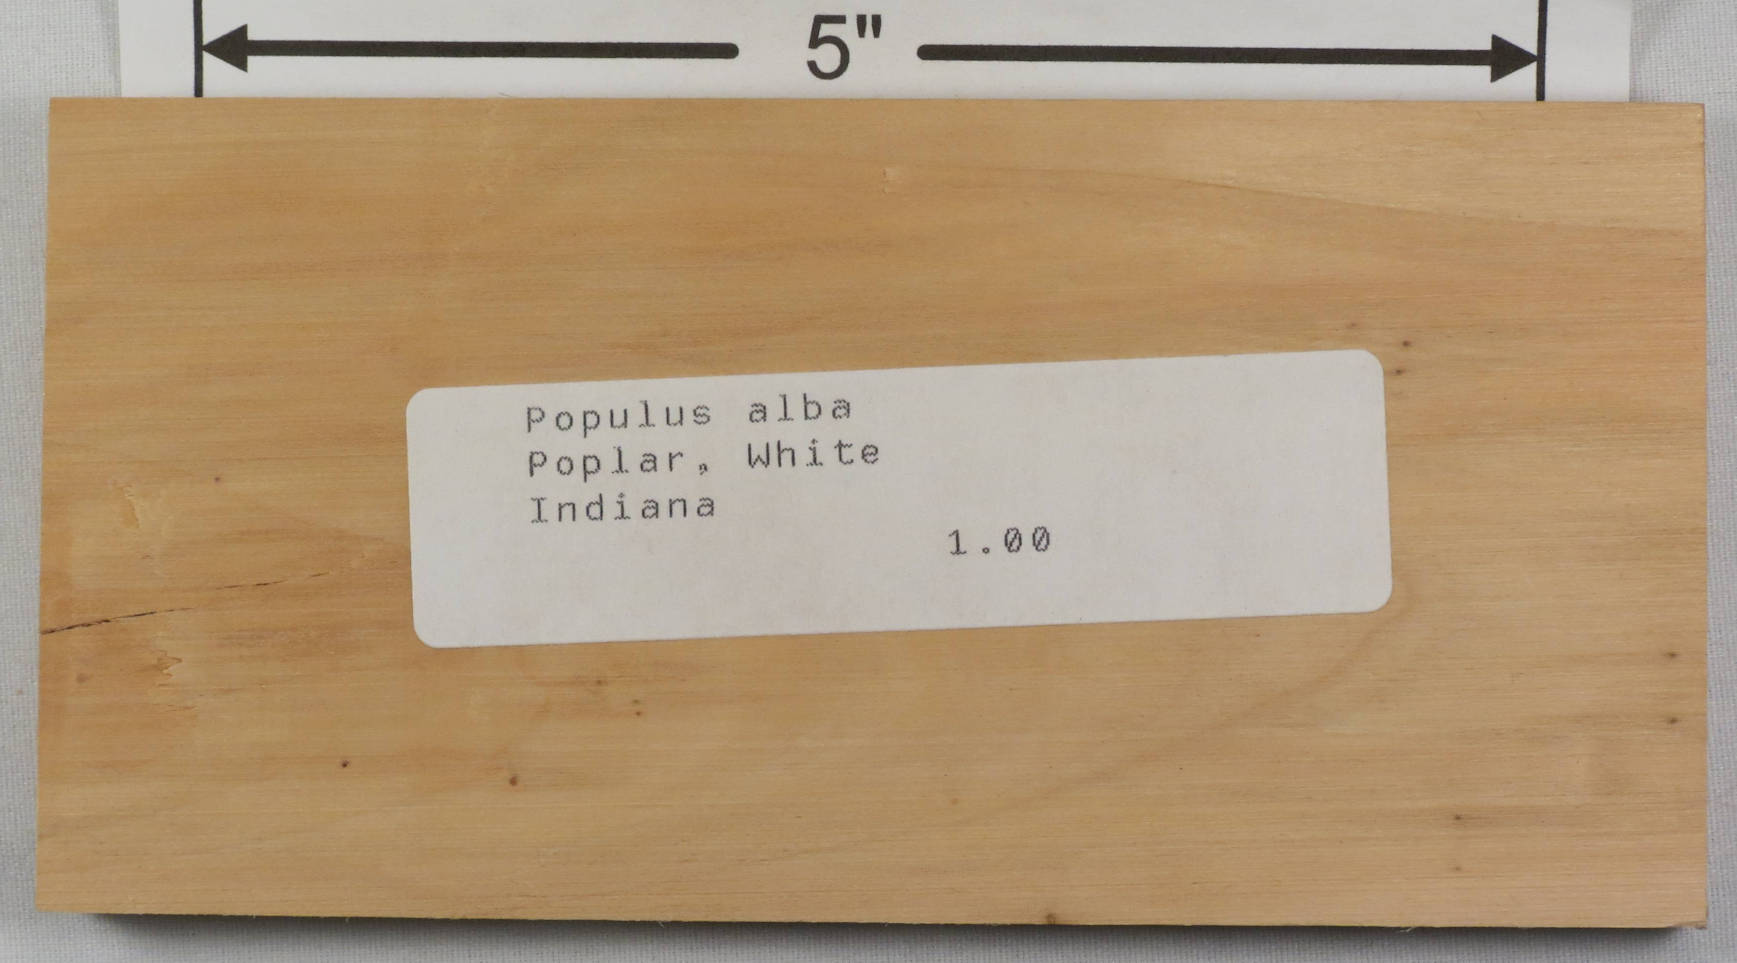 5"
Populus alba
Poplar, White
Indiana
1.00